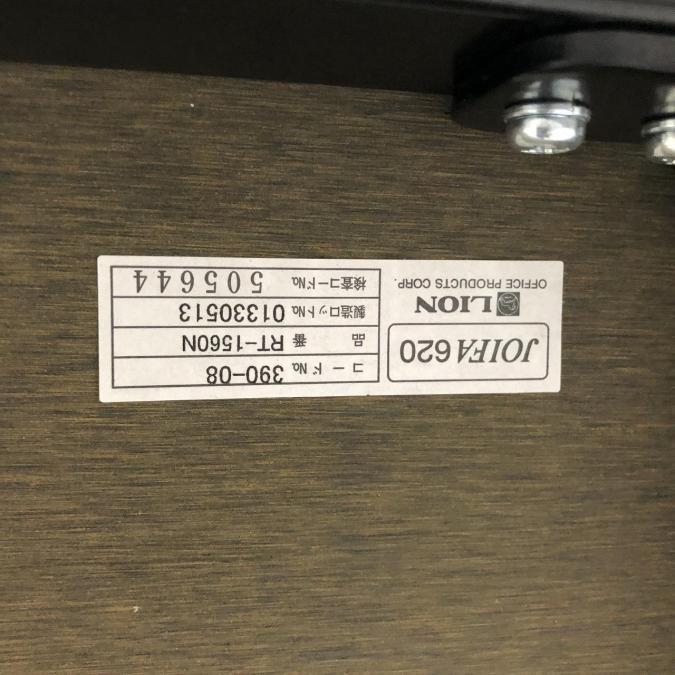 JOIFA 620
LION
OFFICE PRODUCTS CORP.
コードNo. 390-08
品番 RT-1560N
製造ロットNo. 01330513
検査コードNo. 505644